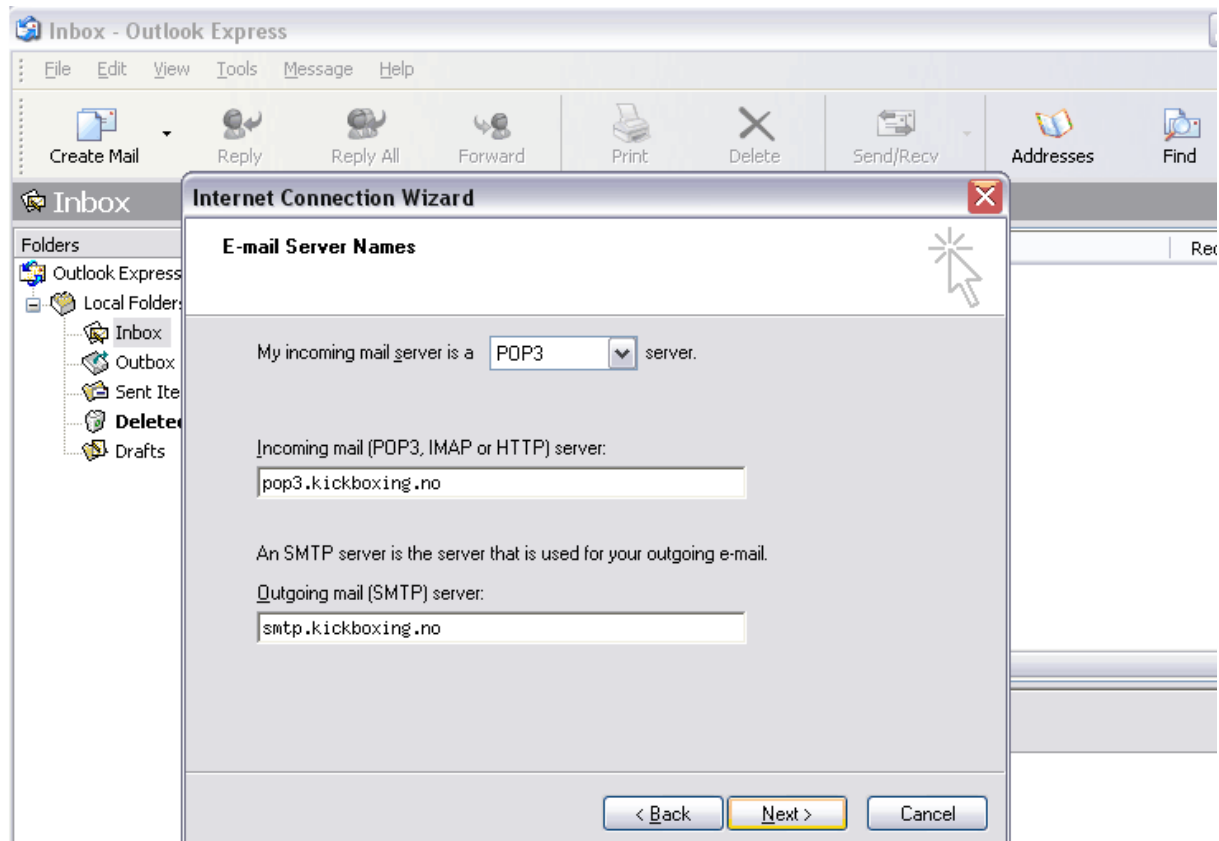 Inbox - Outlook Express
File Edit View Tools Message Help
Create Mail Reply Reply All Forward Print Delete Send/Recv Addresses Find
Inbox
Internet Connection Wizard
Folders
E-mail Server Names
Rec
Outlook Express
Local Folders
Inbox
Outbox
Sent Ite
Deleted
Drafts
My incoming mail server is a POP3 server.
Incoming mail (POP3, IMAP or HTTP) server:
pop3.kickboxing.no
An SMTP server is the server that is used for your outgoing e-mail.
Outgoing mail (SMTP) server:
smtp.kickboxing.no
< Back Next > Cancel